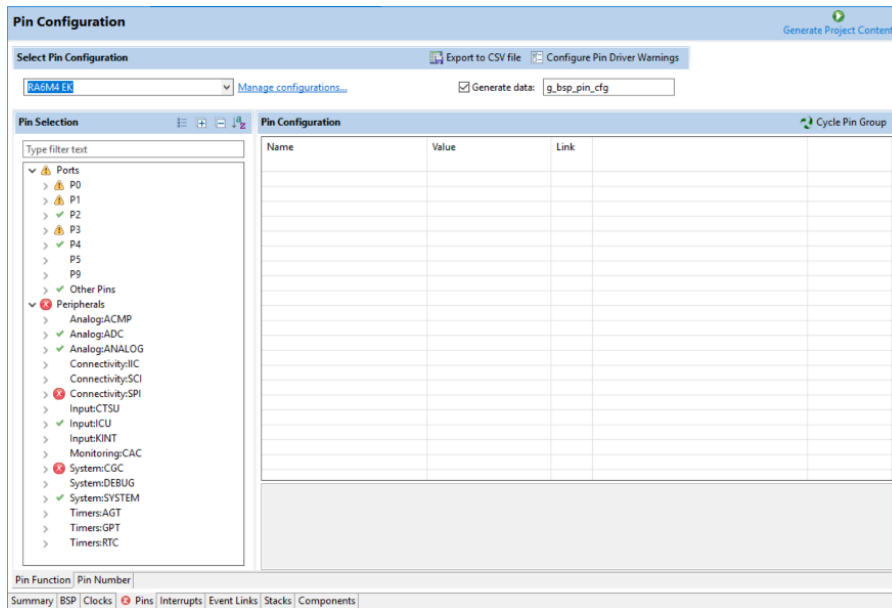 Pin Configuration
Generate Project Content
Select Pin Configuration
Export to CSV file
Configure Pin Driver Warnings
RA6M4 EK
Manage configurations...
Generate data:
g_bsp_pin_cfg
Pin Selection
Pin Configuration
Cycle Pin Group
Type filter text
Name Value Link
Ports
P0
P1
P2
P3
P4
P5
P9
Other Pins
Peripherals
Analog:ACMP
Analog:ADC
Analog:ANALOG
Connectivity:IIC
Connectivity:SCI
Connectivity:SPI
Input:CTSU
Input:ICU
Input:KINT
Monitoring:CAC
System:CGC
System:DEBUG
System:SYSTEM
Timers:AGT
Timers:GPT
Timers:RTC
Pin Function Pin Number
Summary BSP Clocks Pins Interrupts Event Links Stacks Components